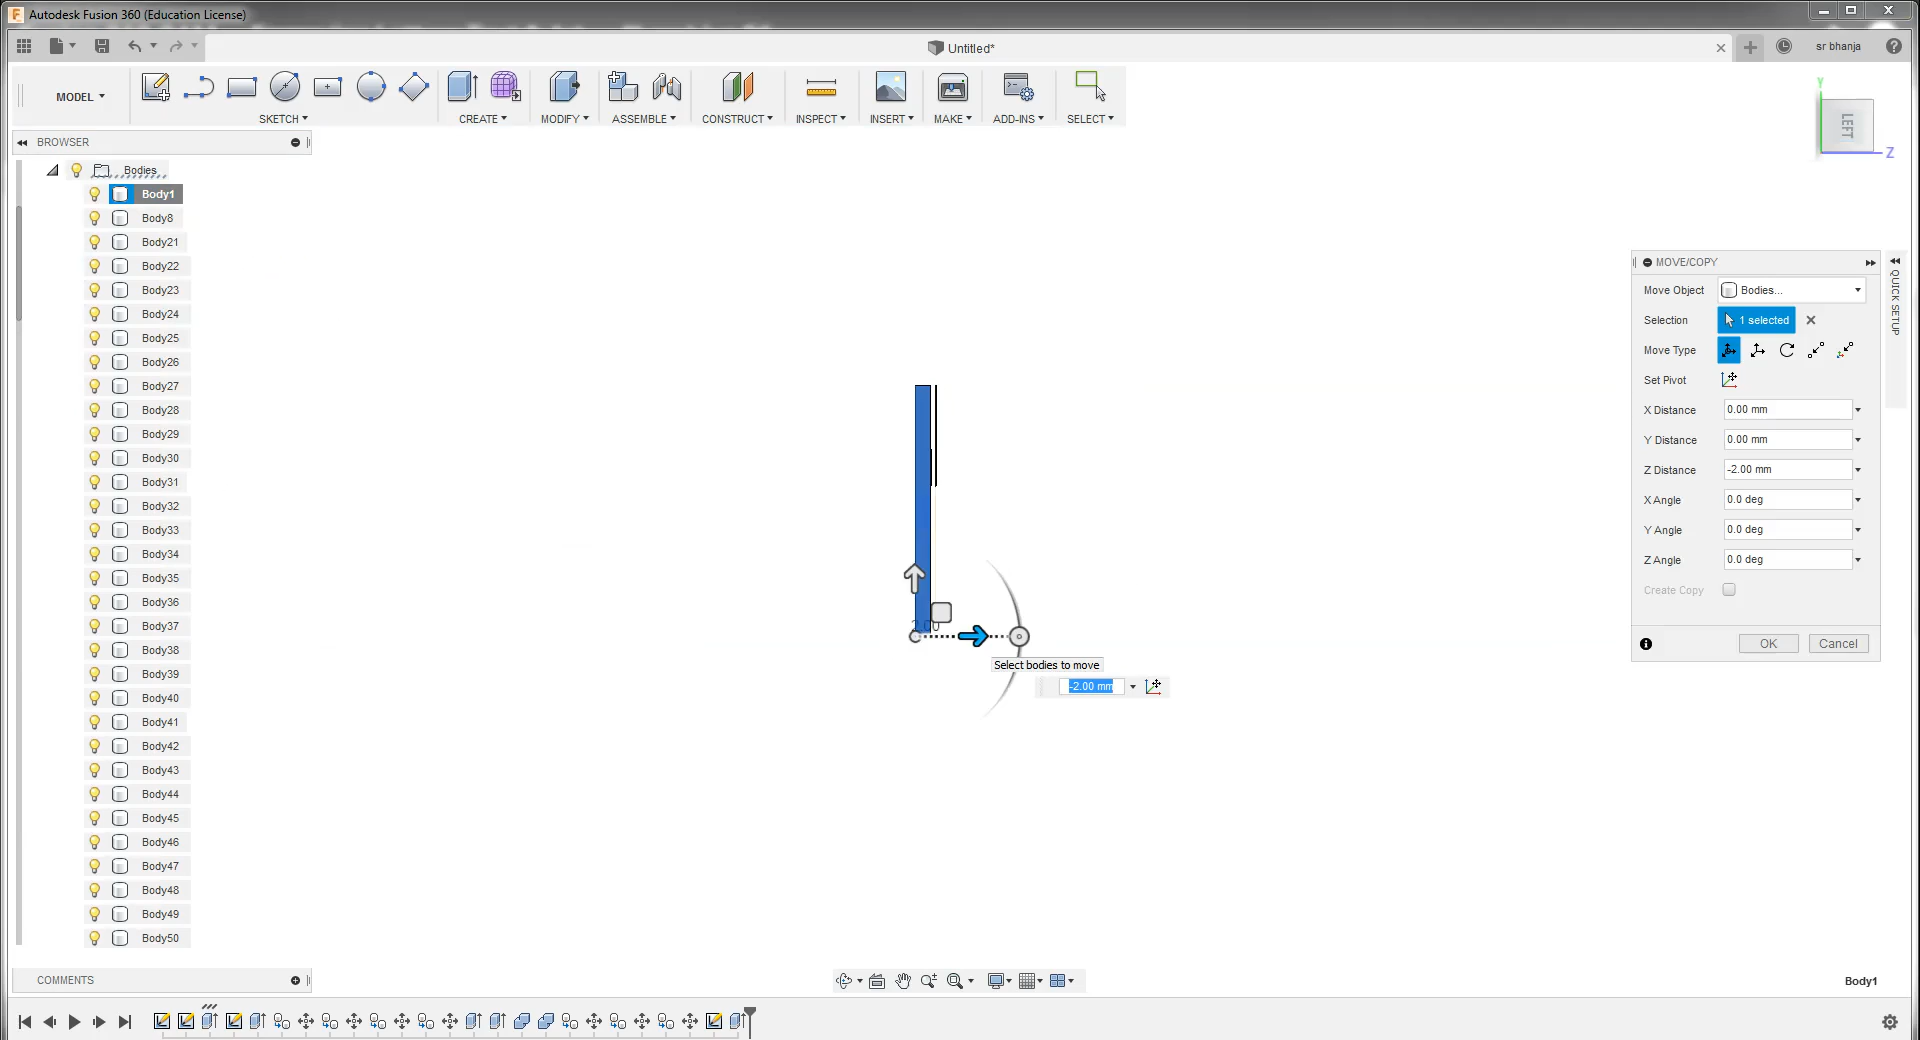 Autodesk Fusion 360 (Education License)
Untitled*
sr bhanja
MODEL
SKETCH
CREATE
MODIFY
ASSEMBLE
CONSTRUCT
INSPECT
INSERT
MAKE
ADD-INS
SELECT
Y
LEFT
Z
BROWSER
Bodies
Body1
Body8
Body21
Body22
Body23
Body24
Body25
Body26
Body27
Body28
Body29
Body30
Body31
Body32
Body33
Body34
Body35
Body36
Body37
Body38
Body39
Body40
Body41
Body42
Body43
Body44
Body45
Body46
Body47
Body48
Body49
Body50
Select bodies to move
-2.00 mm
MOVE/COPY
QUICK SETUP
Move Object Bodies...
Selection 1 selected
Move Type
Set Pivot
X Distance 0.00 mm
Y Distance 0.00 mm
Z Distance -2.00 mm
X Angle 0.0 deg
Y Angle 0.0 deg
Z Angle 0.0 deg
Create Copy
OK Cancel
COMMENTS
Body1